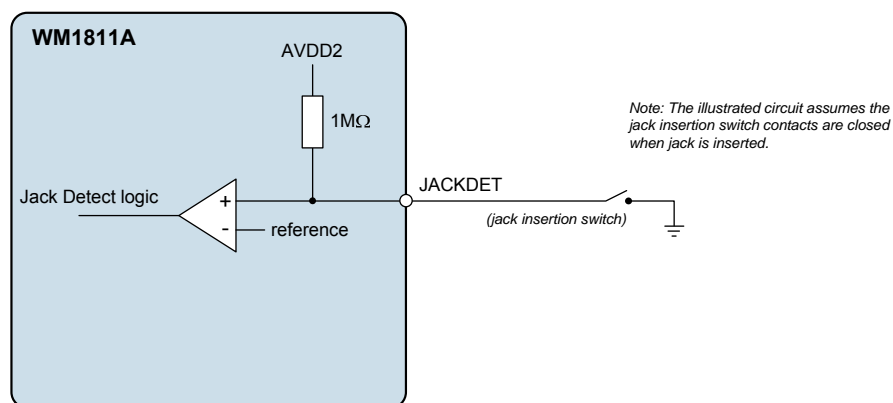 WM1811A
AVDD2
1MΩ
Note: The illustrated circuit assumes the
jack insertion switch contacts are closed
when jack is inserted.
JACKDET
Jack Detect logic
+
(jack insertion switch)
-
reference